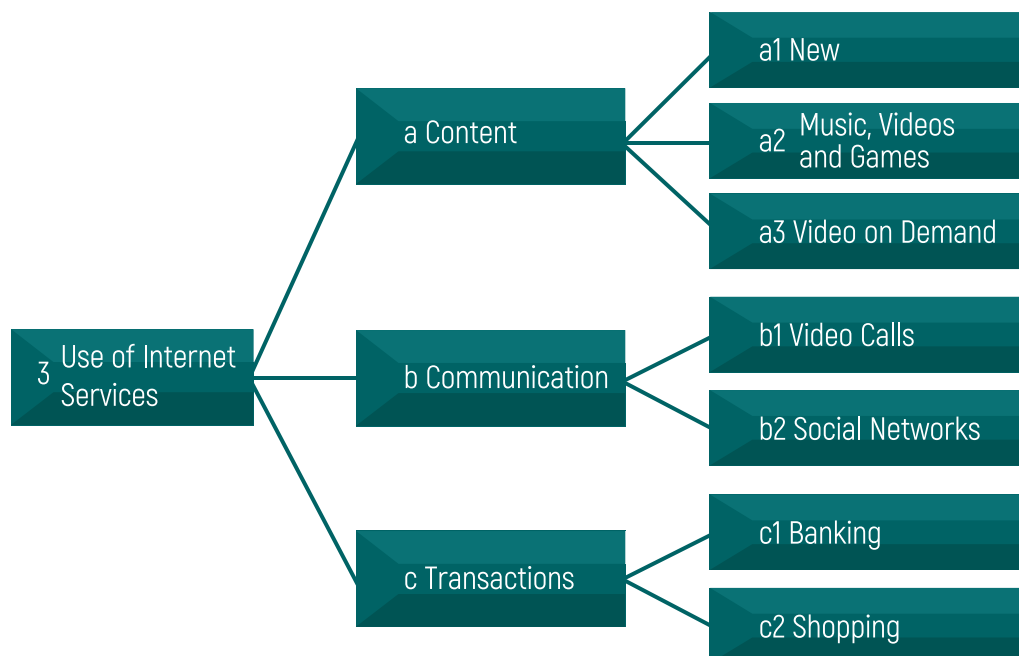 3 Use of Internet
Services
a Content
a1 New
a2 Music, Videos
and Games
a3 Video on Demand
b Communication
b1 Video Calls
b2 Social Networks
c Transactions
c1 Banking
c2 Shopping